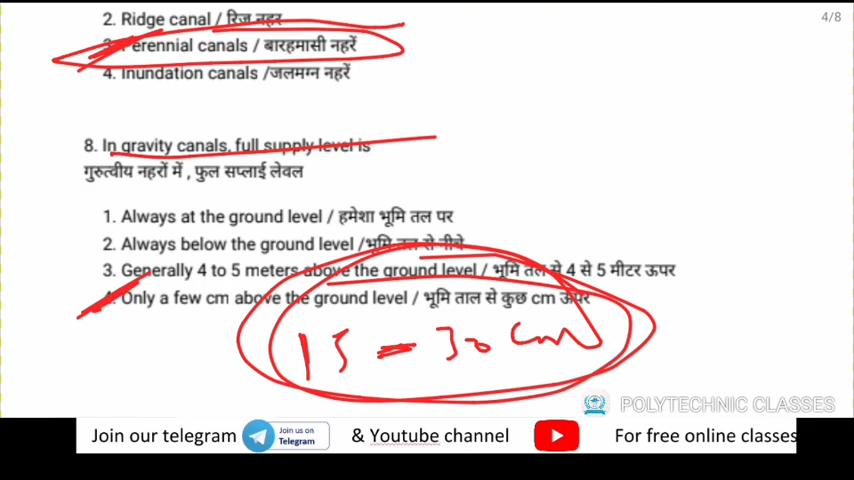 4/8
2. Ridge canal / रिज नहर
3. Perennial canals / बारहमासी नहरें
4. Inundation canals /जलमग्न नहरें
8. In gravity canals, full supply level is
गुरुत्वीय नहरों में , फुल सप्लाई लेवल
1. Always at the ground level / हमेशा भूमि तल पर
2. Always below the ground level /भूमि तल से नीचे
3. Generally 4 to 5 meters above the ground level / भूमि तल से 4 से 5 मीटर ऊपर
4. Only a few cm above the ground level / भूमि ताल से कुछ cm ऊपर
15 - 30 cm
POLYTECHNIC CLASSES
Join our telegram Join us on Telegram & Youtube channel For free online classes